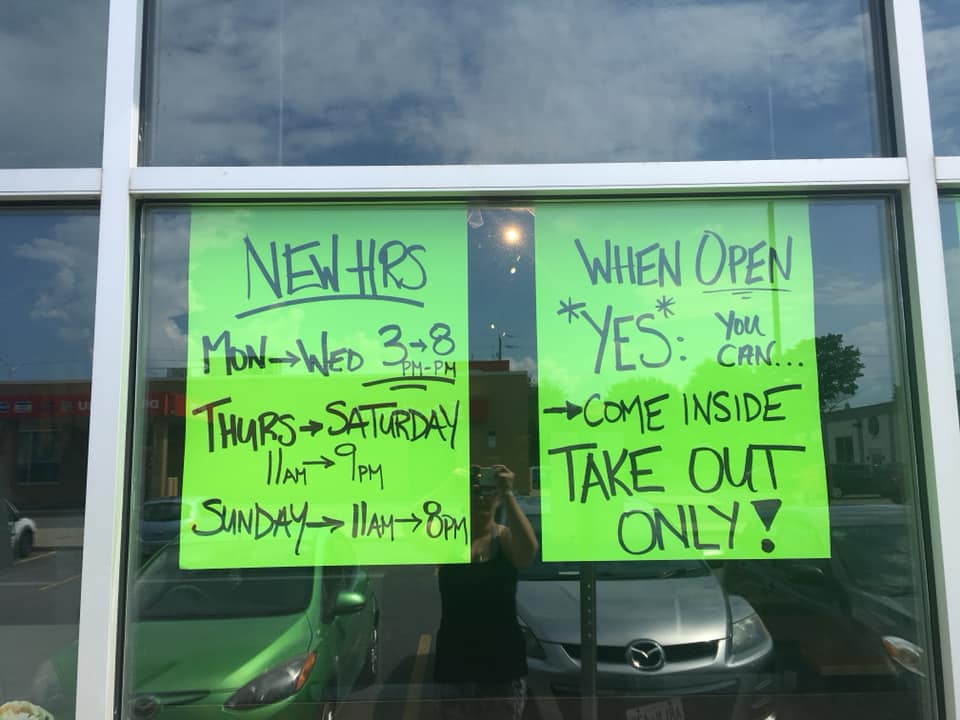 NEW HRS
MON→WED 3→8
PM-PM
THURS→SATURDAY
11AM→9PM
SUNDAY→11AM→8PM
WHEN OPEN
*YES*: YOU
CAN...
→COME INSIDE
TAKE OUT
ONLY!